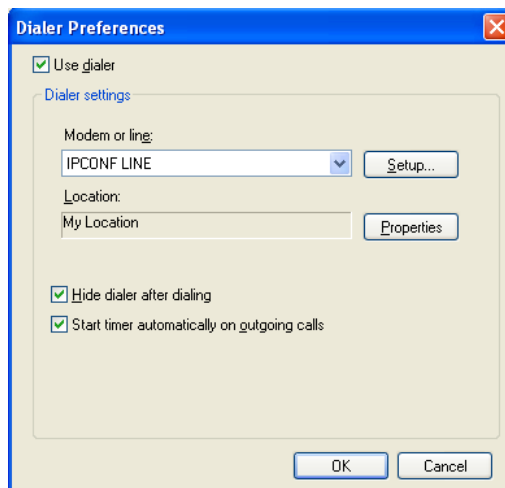 Dialer Preferences
Use dialer
Dialer settings
Modem or line:
IPCONF LINE
Setup...
Location:
My Location
Properties
Hide dialer after dialing
Start timer automatically on outgoing calls
OK
Cancel